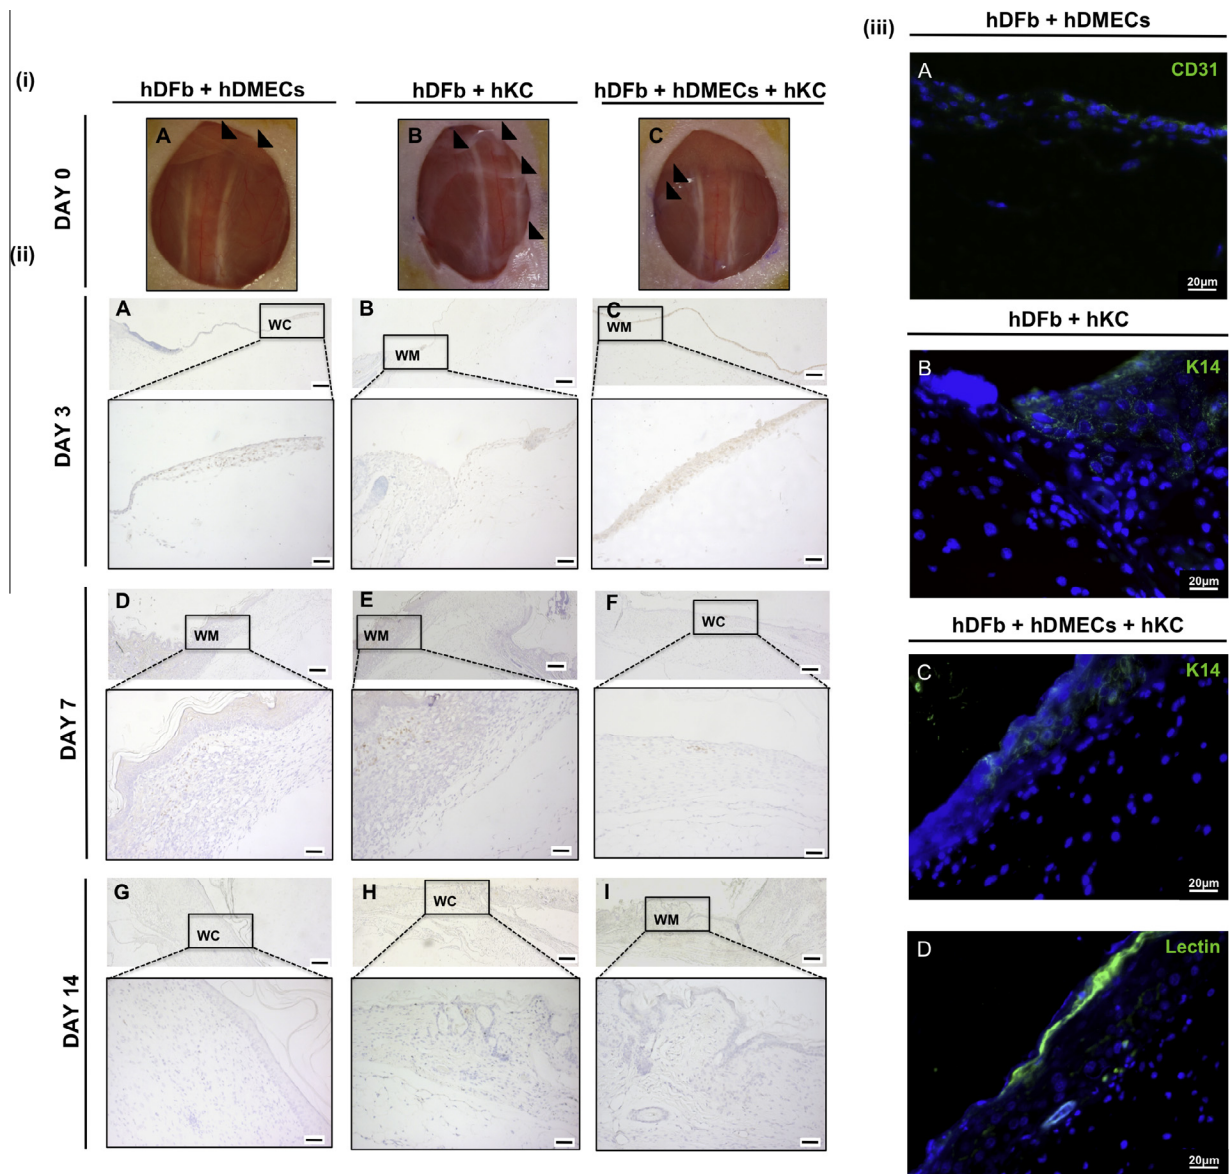 (i)
hDFb + hDMECs
hDFb + hKC
hDFb + hDMECs + hKC
DAY 0
A
B
C
(ii)
DAY 3
A
WC
B
WM
C
WM
DAY 7
D
WM
E
WM
F
WC
DAY 14
G
WC
H
WC
I
WM
(iii)
hDFb + hDMECs
A
CD31
20µm
hDFb + hKC
B
K14
20µm
hDFb + hDMECs + hKC
C
K14
20µm
D
Lectin
20µm